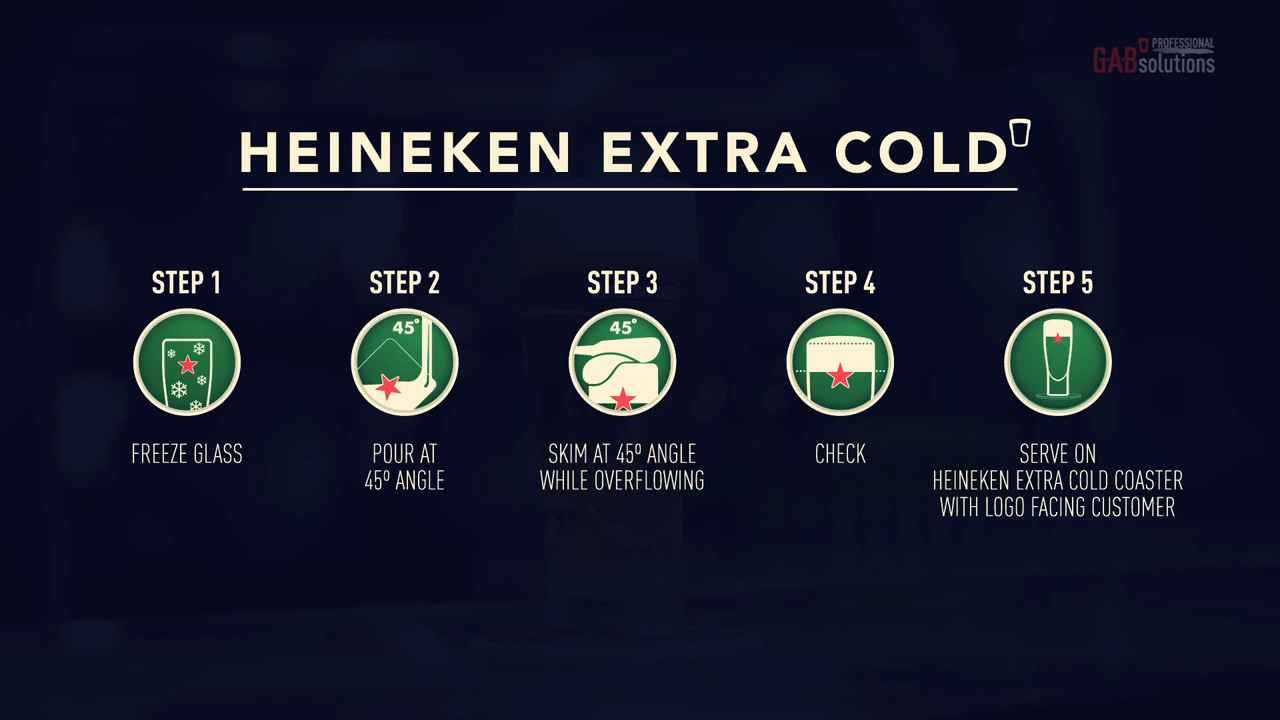 PROFESSIONAL
GAB solutions
HEINEKEN EXTRA COLD
STEP 1
FREEZE GLASS
STEP 2
45°
POUR AT
45º ANGLE
STEP 3
45°
SKIM AT 45º ANGLE
WHILE OVERFLOWING
STEP 4
CHECK
STEP 5
SERVE ON
HEINEKEN EXTRA COLD COASTER
WITH LOGO FACING CUSTOMER